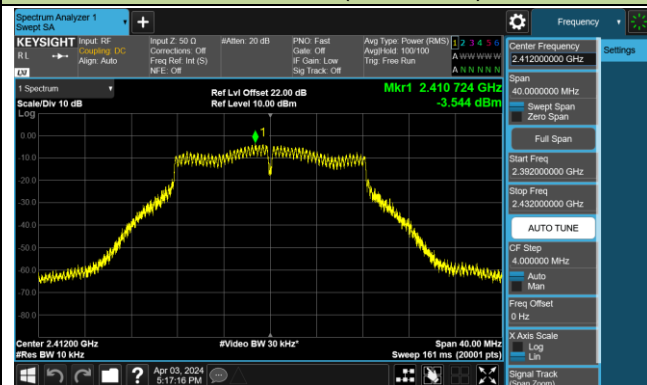 Spectrum Analyzer 1
Swept SA
Frequency
KEYSIGHT
RL
LXI
Input: RF
Coupling: DC
Align: Auto
Input Z: 50 Ω
Corrections: Off
Freq Ref: Int (S)
NFE: Off
#Atten: 20 dB
PNO: Fast
Gate: Off
IF Gain: Low
Sig Track: Off
Avg Type: Power (RMS)
Avg|Hold: 100/100
Trig: Free Run
1 2 3 4 5 6
A W W W W W
A N N N N N
1 Spectrum
Scale/Div 10 dB
Log
Ref Lvl Offset 22.00 dB
Ref Level 10.00 dBm
Mkr1 2.410 724 GHz
-3.544 dBm
1
0.00
-10.0
-20.0
-30.0
-40.0
-50.0
-60.0
-70.0
-80.0
Center 2.41200 GHz
#Res BW 10 kHz
#Video BW 30 kHz*
Span 40.00 MHz
Sweep 161 ms (20001 pts)
Apr 03, 2024
5:17:16 PM
Center Frequency
2.412000000 GHz
Settings
Span
40.0000000 MHz
Swept Span
Zero Span
Full Span
Start Freq
2.392000000 GHz
Stop Freq
2.432000000 GHz
AUTO TUNE
CF Step
4.000000 MHz
Auto
Man
Freq Offset
0 Hz
X Axis Scale
Log
Lin
Signal Track
(Span Zoom)